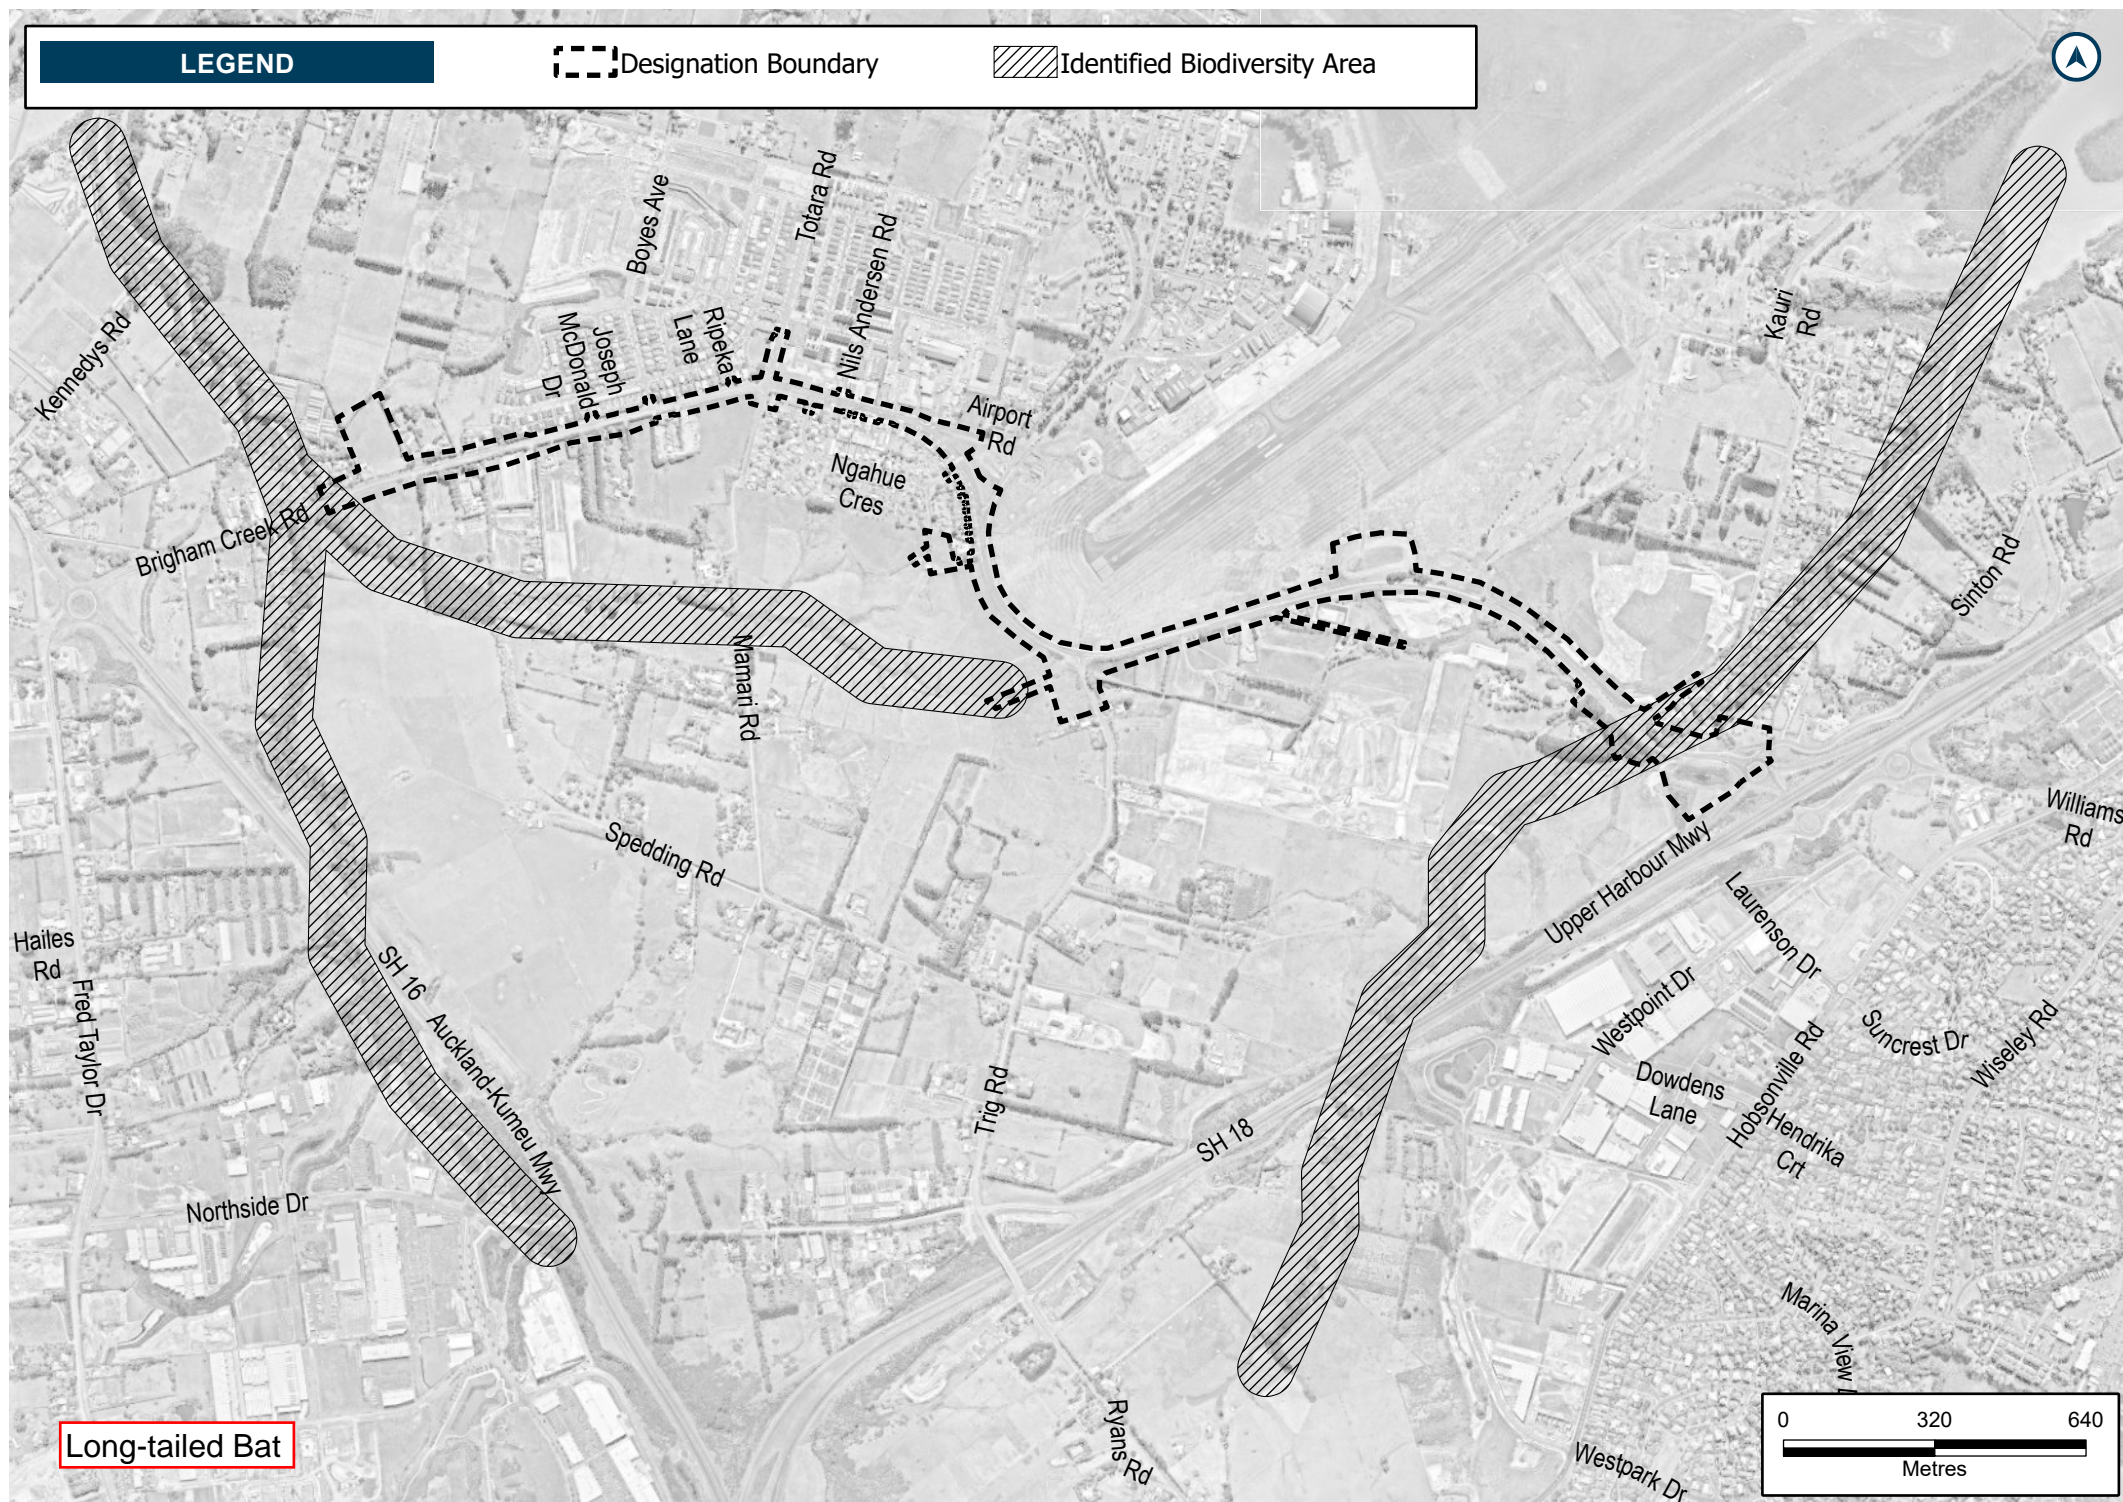 LEGEND
Designation Boundary
Identified Biodiversity Area
Boyes Ave
Totara Rd
Nils Andersen Rd
Kauri
Rd
Kennedys Rd
Joseph
McDonald
Dr
Ripeka
Lane
Airport
Rd
Ngahue
Cres
Brigham Creek Rd
Sinton Rd
Mamari Rd
Spedding Rd
Williams
Rd
Upper Harbour Mwy
Laurenson Dr
Hailes
Rd
Fred Taylor Dr
SH 16
Auckland-Kumeu Mwy
Westpoint Dr
Suncrest Dr
Wiseley Rd
Dowdens
Lane
Hobsonville Rd
Hendrika
Crt
Trig Rd
SH 18
Northside Dr
Marina View
Ryans Rd
Westpark Dr
Long-tailed Bat
0 320 640
Metres